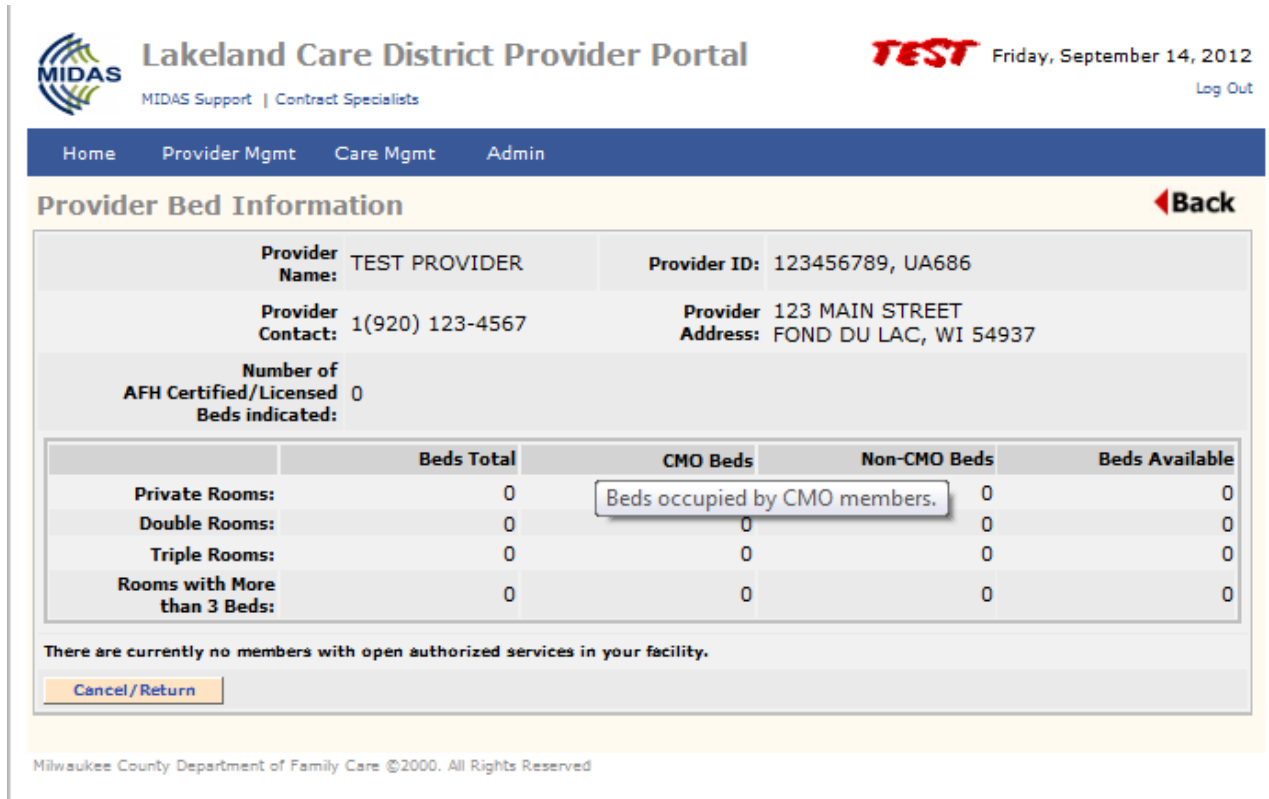 MIDAS
Lakeland Care District Provider Portal
TEST Friday, September 14, 2012
MIDAS Support | Contract Specialists
Log Out
Home Provider Mgmt Care Mgmt Admin
Provider Bed Information
Back
Provider Name: TEST PROVIDER Provider ID: 123456789, UA686
Provider Contact: 1(920) 123-4567 Provider Address: 123 MAIN STREET
FOND DU LAC, WI 54937
Number of
AFH Certified/Licensed 0
Beds indicated:
Beds Total CMO Beds Non-CMO Beds Beds Available
Private Rooms: 0 Beds occupied by CMO members. 0 0
Double Rooms: 0 0 0 0
Triple Rooms: 0 0 0 0
Rooms with More
than 3 Beds: 0 0 0 0
There are currently no members with open authorized services in your facility.
Cancel/Return
Milwaukee County Department of Family Care ©2000. All Rights Reserved